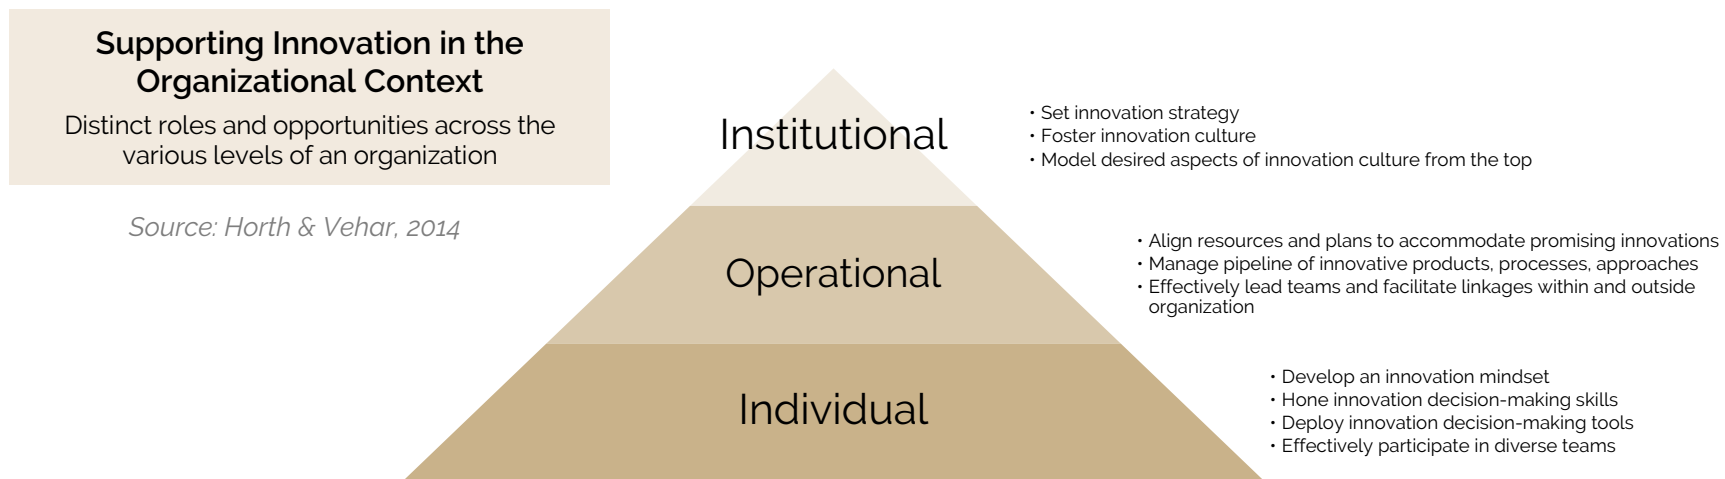 Supporting Innovation in the
Organizational Context
Distinct roles and opportunities across the
various levels of an organization
Source: Horth & Vehar, 2014
Institutional
• Set innovation strategy
• Foster innovation culture
• Model desired aspects of innovation culture from the top
Operational
• Align resources and plans to accommodate promising innovations
• Manage pipeline of innovative products, processes, approaches
• Effectively lead teams and facilitate linkages within and outside
organization
Individual
• Develop an innovation mindset
• Hone innovation decision-making skills
• Deploy innovation decision-making tools
• Effectively participate in diverse teams